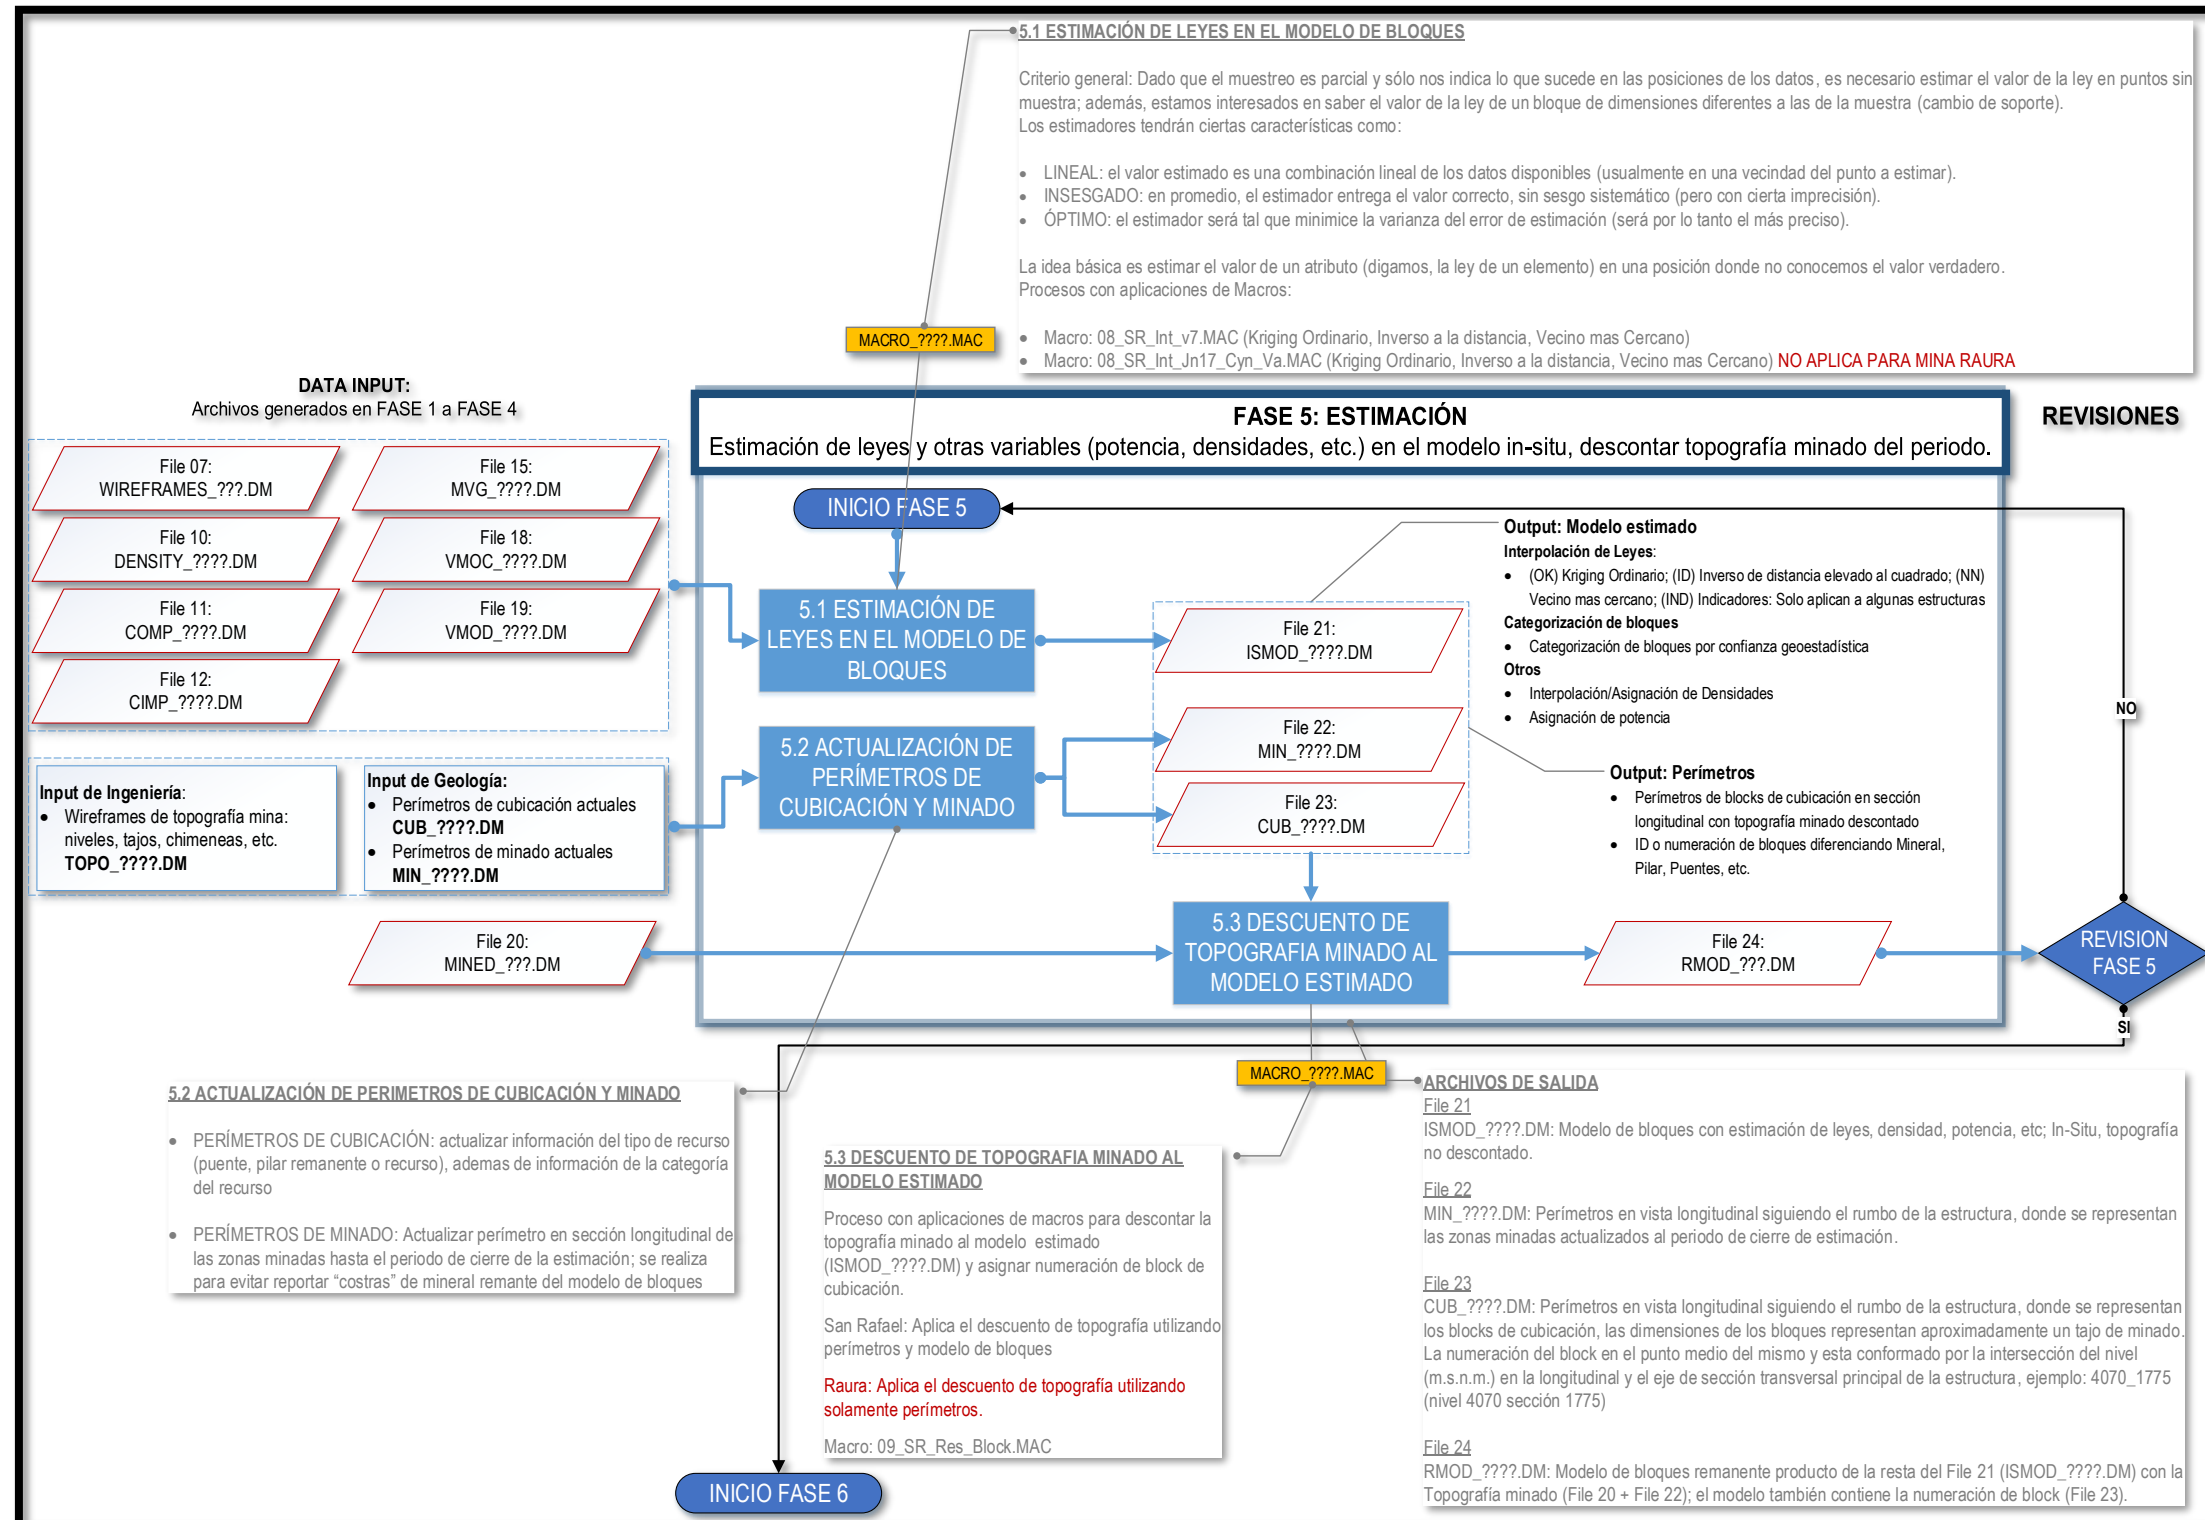 5.1 ESTIMACIÓN DE LEYES EN EL MODELO DE BLOQUES
Criterio general: Dado que el muestreo es parcial y sólo nos indica lo que sucede en las posiciones de los datos, es necesario estimar el valor de la ley en puntos sin
muestra; además, estamos interesados en saber el valor de la ley de un bloque de dimensiones diferentes a las de la muestra (cambio de soporte).
Los estimadores tendrán ciertas características como:
• LINEAL: el valor estimado es una combinación lineal de los datos disponibles (usualmente en una vecindad del punto a estimar).
• INSESGADO: en promedio, el estimador entrega el valor correcto, sin sesgo sistemático (pero con cierta imprecisión).
• ÓPTIMO: el estimador será tal que minimice la varianza del error de estimación (será por lo tanto el más preciso).
La idea básica es estimar el valor de un atributo (digamos, la ley de un elemento) en una posición donde no conocemos el valor verdadero.
Procesos con aplicaciones de Macros:
• Macro: 08_SR_Int_v7.MAC (Kriging Ordinario, Inverso a la distancia, Vecino mas Cercano)
• Macro: 08_SR_Int_Jn17_Cyn_Va.MAC (Kriging Ordinario, Inverso a la distancia, Vecino mas Cercano) NO APLICA PARA MINA RAURA
MACRO_????.MAC
DATA INPUT:
Archivos generados en FASE 1 a FASE 4
File 07:
WIREFRAMES_???.DM
File 15:
MVG_????.DM
File 10:
DENSITY_????.DM
File 18:
VMOC_????.DM
File 11:
COMP_????.DM
File 19:
VMOD_????.DM
File 12:
CIMP_????.DM
Input de Ingeniería:
• Wireframes de topografía mina:
niveles, tajos, chimeneas, etc.
TOPO_????.DM
Input de Geología:
• Perímetros de cubicación actuales
CUB_????.DM
• Perímetros de minado actuales
MIN_????.DM
File 20:
MINED_???.DM
FASE 5: ESTIMACIÓN
Estimación de leyes y otras variables (potencia, densidades, etc.) en el modelo in-situ, descontar topografía minado del periodo.
REVISIONES
INICIO FASE 5
5.1 ESTIMACIÓN DE
LEYES EN EL MODELO DE
BLOQUES
5.2 ACTUALIZACIÓN DE
PERÍMETROS DE
CUBICACIÓN Y MINADO
File 21:
ISMOD_????.DM
File 22:
MIN_????.DM
File 23:
CUB_????.DM
Output: Modelo estimado
Interpolación de Leyes:
• (OK) Kriging Ordinario; (ID) Inverso de distancia elevado al cuadrado; (NN)
Vecino mas cercano; (IND) Indicadores: Solo aplican a algunas estructuras
Categorización de bloques
• Categorización de bloques por confianza geoestadística
Otros
• Interpolación/Asignación de Densidades
• Asignación de potencia
Output: Perímetros
• Perímetros de blocks de cubicación en sección
longitudinal con topografía minado descontado
• ID o numeración de bloques diferenciando Mineral,
Pilar, Puentes, etc.
5.3 DESCUENTO DE
TOPOGRAFIA MINADO AL
MODELO ESTIMADO
File 24:
RMOD_???.DM
NO
REVISION
FASE 5
SI
MACRO_????.MAC
5.2 ACTUALIZACIÓN DE PERIMETROS DE CUBICACIÓN Y MINADO
• PERÍMETROS DE CUBICACIÓN: actualizar información del tipo de recurso
(puente, pilar remanente o recurso), ademas de información de la categoría
del recurso
• PERÍMETROS DE MINADO: Actualizar perímetro en sección longitudinal de
las zonas minadas hasta el periodo de cierre de la estimación; se realiza
para evitar reportar “costras” de mineral remante del modelo de bloques
5.3 DESCUENTO DE TOPOGRAFIA MINADO AL
MODELO ESTIMADO
Proceso con aplicaciones de macros para descontar la
topografía minado al modelo estimado
(ISMOD_????.DM) y asignar numeración de block de
cubicación.
San Rafael: Aplica el descuento de topografía utilizando
perímetros y modelo de bloques
Raura: Aplica el descuento de topografía utilizando
solamente perímetros.
Macro: 09_SR_Res_Block.MAC
ARCHIVOS DE SALIDA
File 21
ISMOD_????.DM: Modelo de bloques con estimación de leyes, densidad, potencia, etc; In-Situ, topografía
no descontado.
File 22
MIN_????.DM: Perímetros en vista longitudinal siguiendo el rumbo de la estructura, donde se representan
las zonas minadas actualizados al periodo de cierre de estimación.
File 23
CUB_????.DM: Perímetros en vista longitudinal siguiendo el rumbo de la estructura, donde se representan
los blocks de cubicación, las dimensiones de los bloques representan aproximadamente un tajo de minado.
La numeración del block en el punto medio del mismo y esta conformado por la intersección del nivel
(m.s.n.m.) en la longitudinal y el eje de sección transversal principal de la estructura, ejemplo: 4070_1775
(nivel 4070 sección 1775)
File 24
RMOD_????.DM: Modelo de bloques remanente producto de la resta del File 21 (ISMOD_????.DM) con la
Topografía minado (File 20 + File 22); el modelo también contiene la numeración de block (File 23).
INICIO FASE 6